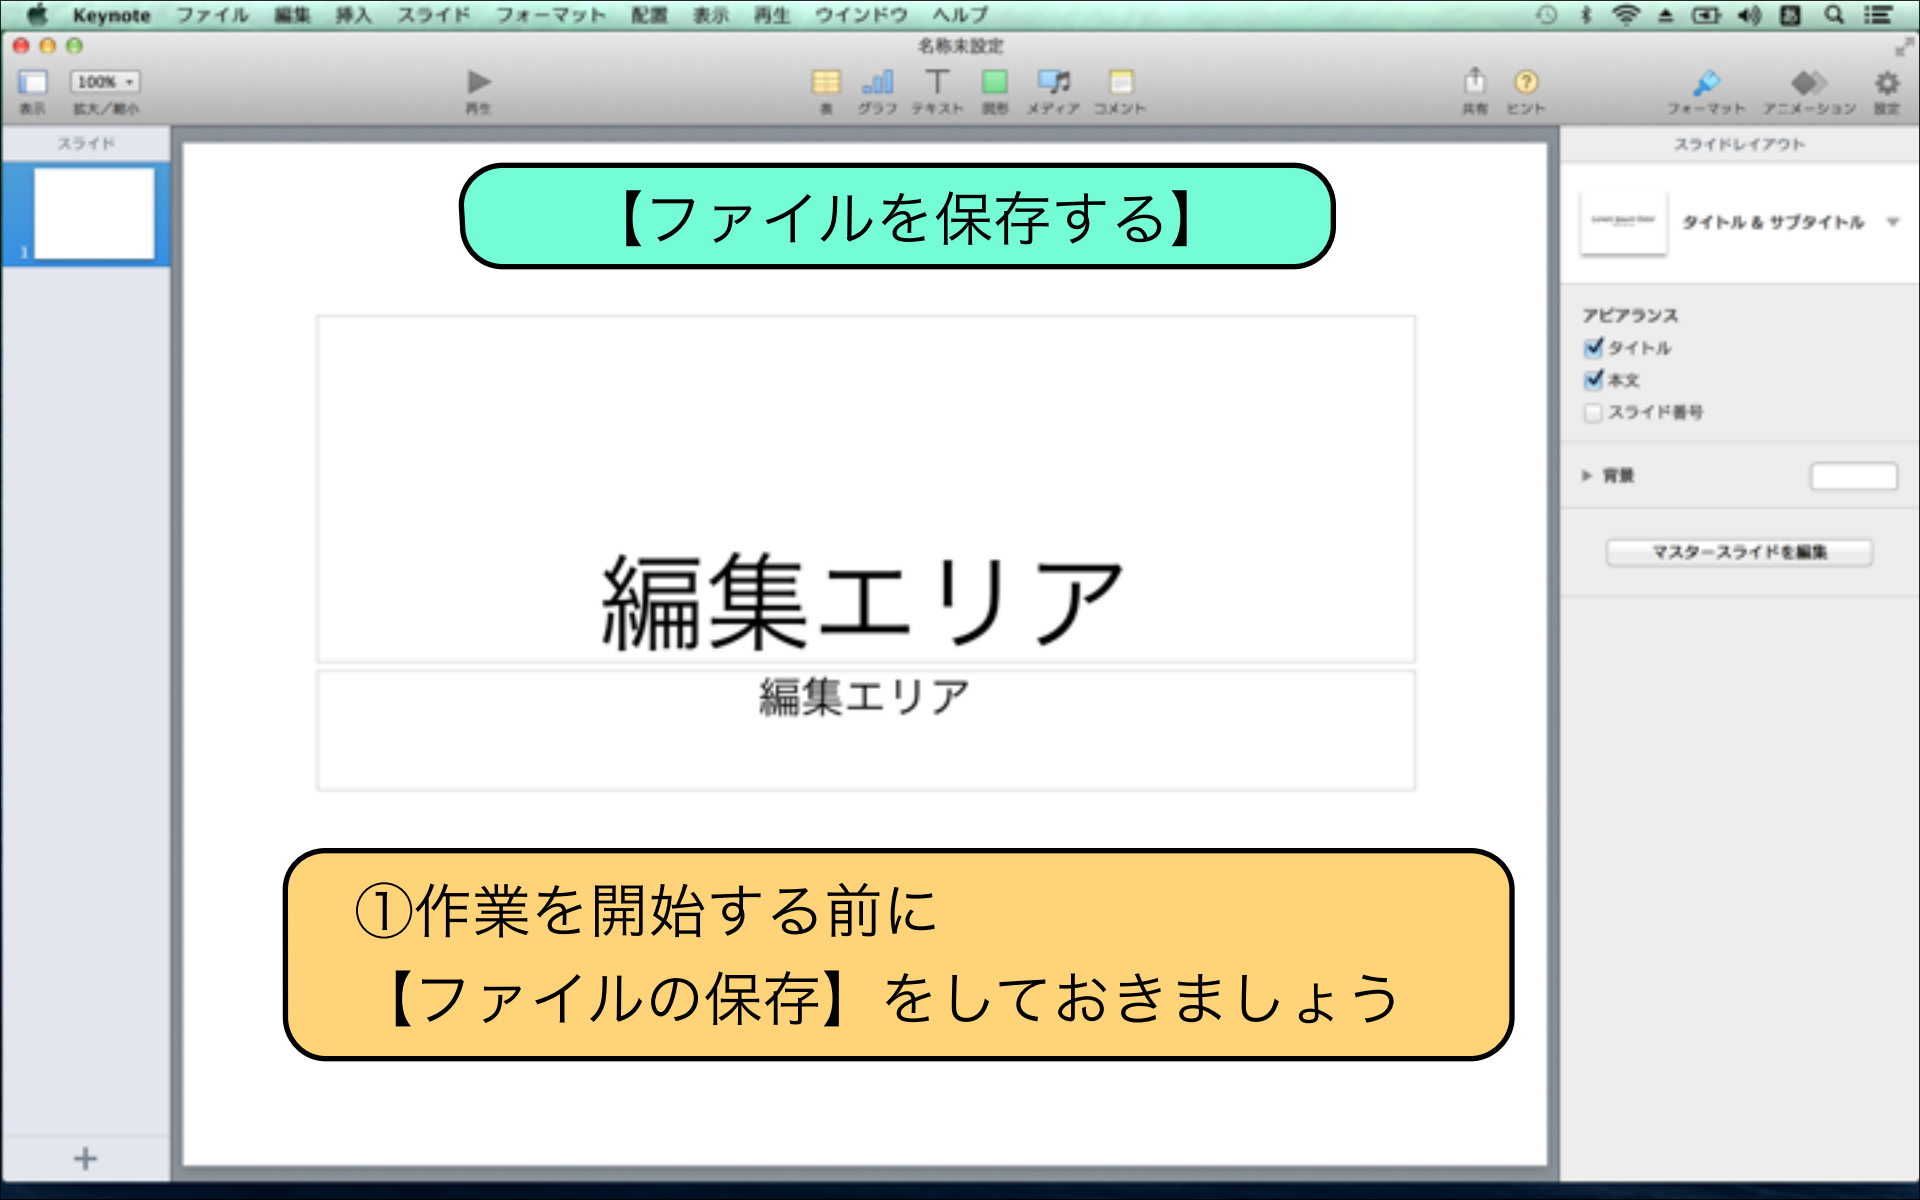 Keynote ファイル 編集 挿入 スライド フォーマット 配置 表示 再生 ウインドウ ヘルプ
名称未設定
100%
表示 拡大/縮小 再生 表 グラフ テキスト 図形 メディア コメント 共有 ヒント フォーマット アニメーション 設定
スライド
1
【ファイルを保存する】
編集エリア
編集エリア
①作業を開始する前に
【ファイルの保存】をしておきましょう
スライドレイアウト
タイトル & サブタイトル
アピアランス
タイトル
本文
スライド番号
背景
マスタースライドを編集